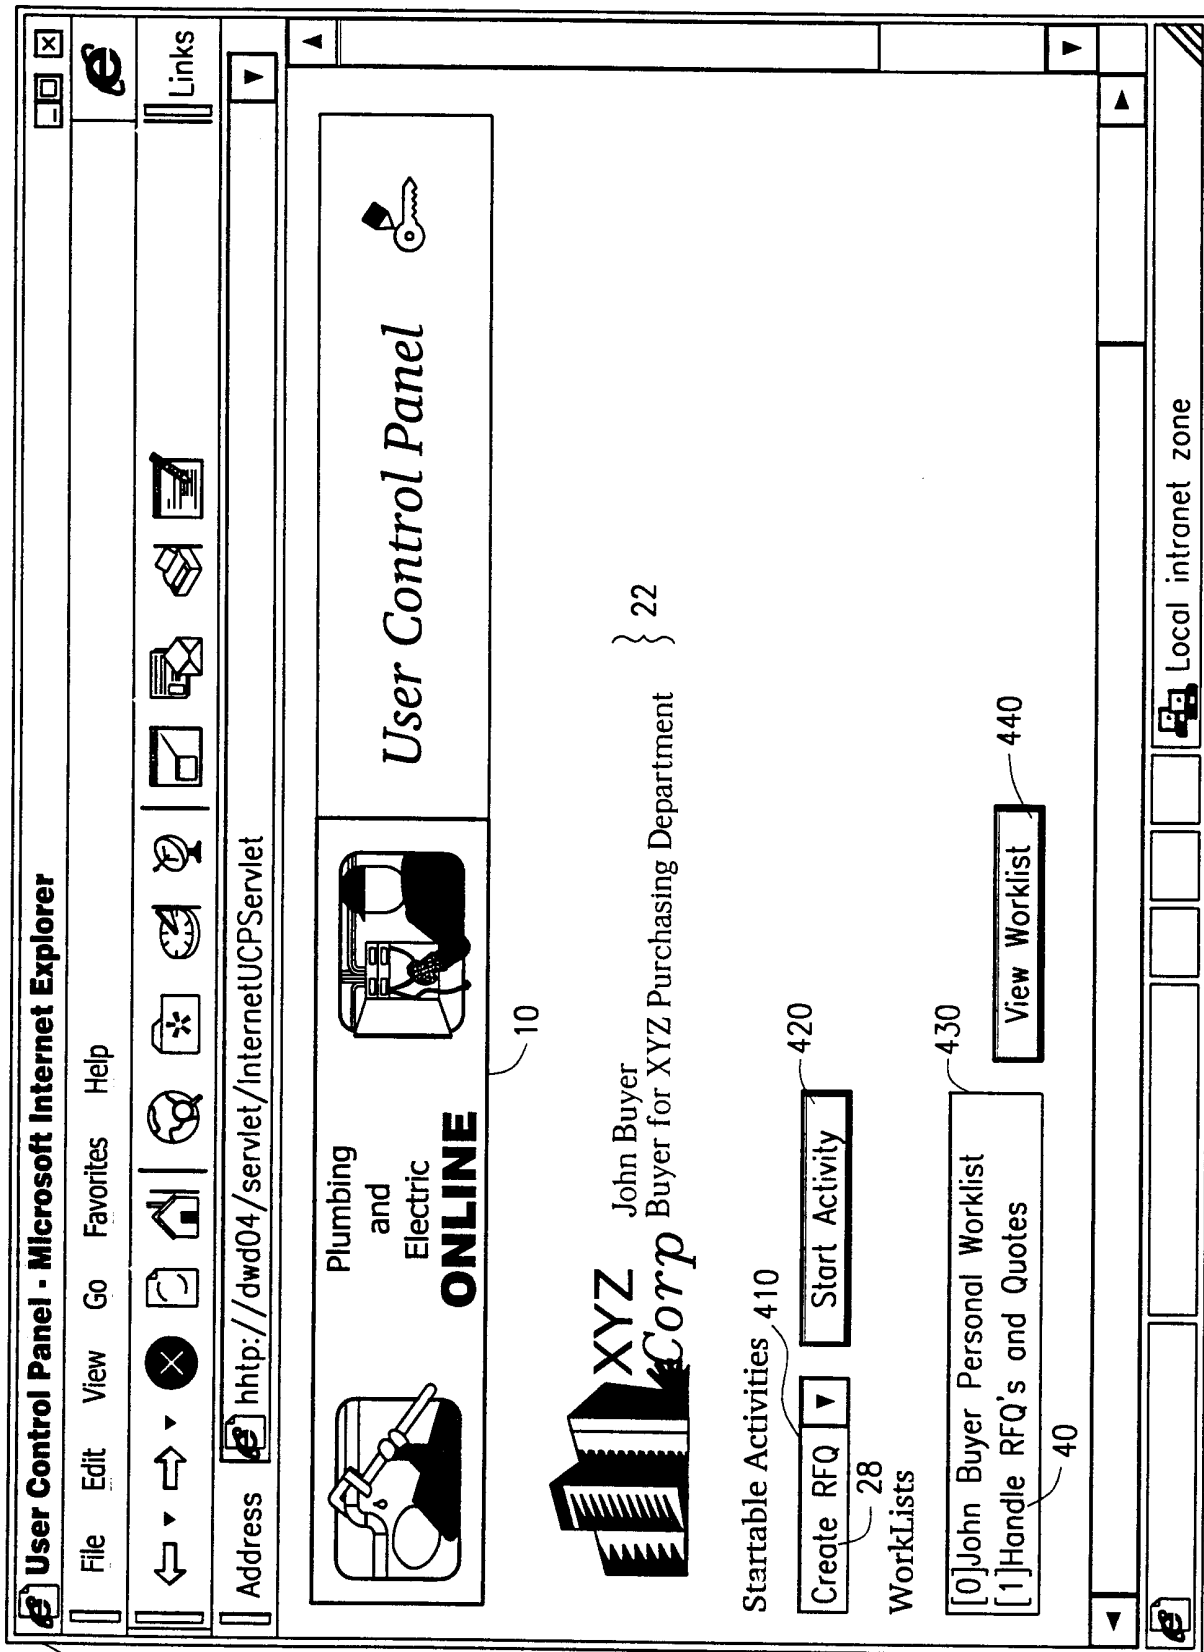 User Control Panel - Microsoft Internet Explorer
File Edit View Go Favorites Help
Links
Address hhtp://dwd04/servlet/InternetUCPServlet
Plumbing
and
Electric
ONLINE
User Control Panel
10
XYZ
Corp
John Buyer
Buyer for XYZ Purchasing Department
22
Startable Activities 410
Create RFQ
Start Activity
420
28
WorkLists
430
[0]John Buyer Personal Worklist
[1]Handle RFQ's and Quotes
40
View Worklist
440
Local intranet zone